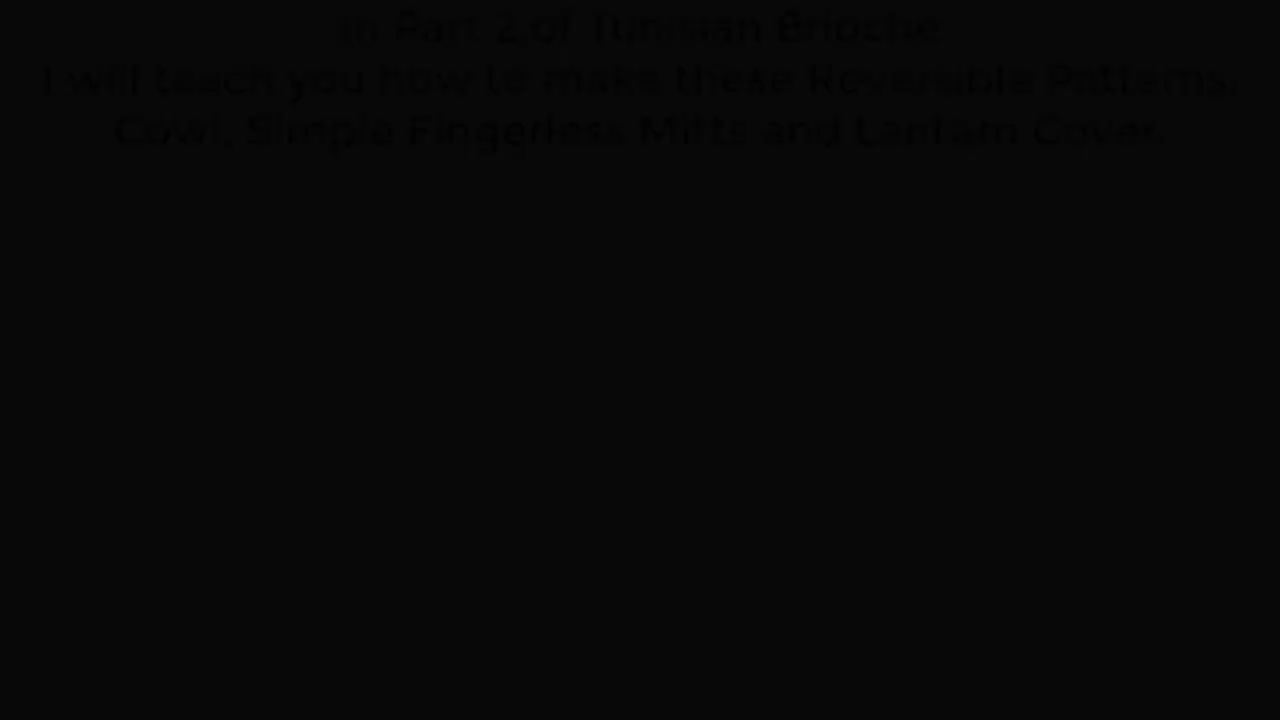 In Part 2 of Tunisian Brioche
I will teach you how to make these Reversible Patterns,
Cowl, Simple Fingerless Mitts and Lantern Cover.